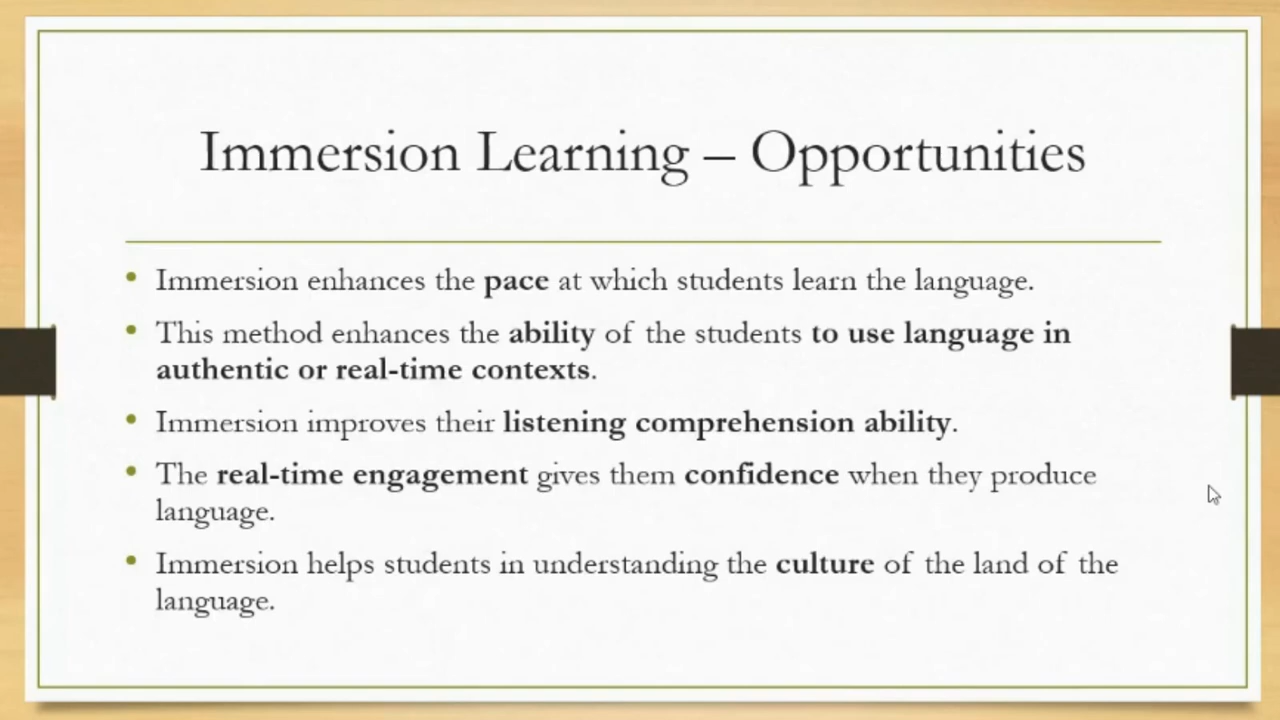 Immersion Learning – Opportunities
• Immersion enhances the pace at which students learn the language.
• This method enhances the ability of the students to use language in
authentic or real-time contexts.
• Immersion improves their listening comprehension ability.
• The real-time engagement gives them confidence when they produce
language.
• Immersion helps students in understanding the culture of the land of the
language.